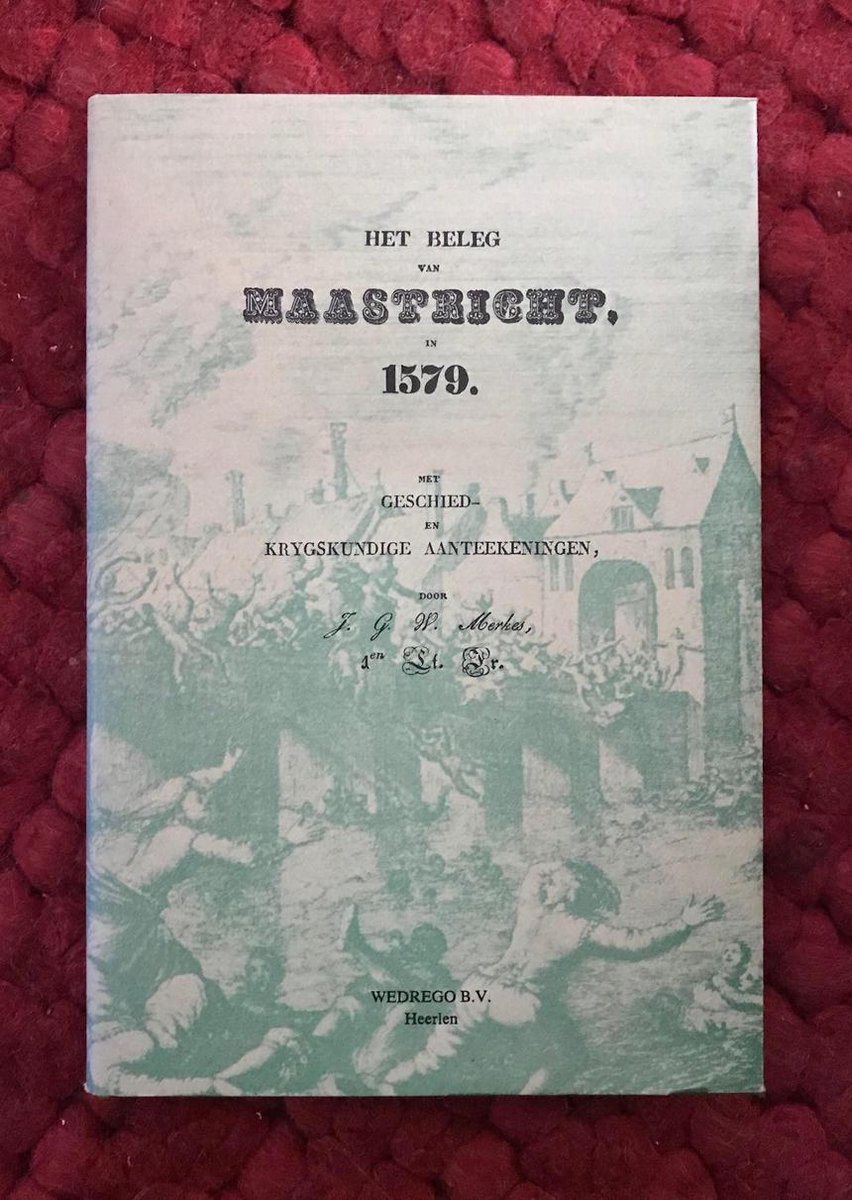 HET BELEG
VAN
MAASTRICHT,
IN
1579.
MET
GESCHIED-
EN
KRYGSKUNDIGE AANTEEKENINGEN,
DOOR
J. G. W. Merkes,
1en Lt. Ir.
WEDREGO B.V.
Heerlen